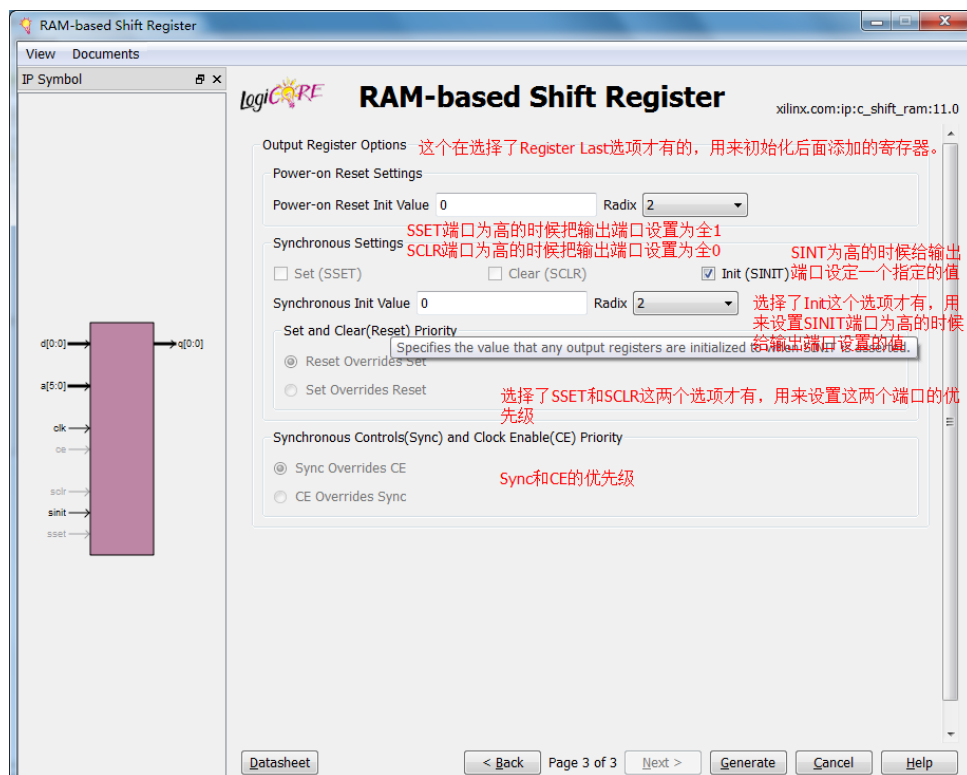 RAM-based Shift Register
View Documents
IP Symbol
LogiCORE
RAM-based Shift Register
xilinx.com:ip:c_shift_ram:11.0
Output Register Options
这个在选择了Register Last选项才有的，用来初始化后面添加的寄存器。
Power-on Reset Settings
Power-on Reset Init Value 0 Radix 2
SSET端口为高的时候把输出端口设置为全1
SCLR端口为高的时候把输出端口设置为全0
Synchronous Settings
SINT为高的时候给输出
端口设定一个指定的值
Set (SSET) Clear (SCLR) Init (SINIT)
Synchronous Init Value 0 Radix 2
选择了Init这个选项才有，用
来设置SINIT端口为高的时候
给输出端口设置的值
Set and Clear(Reset) Priority
Specifies the value that any output registers are initialized to when SINIT is asserted.
Reset Overrides Set
Set Overrides Reset
选择了SSET和SCLR这两个选项才有，用来设置这两个端口的优
先级
Synchronous Controls(Sync) and Clock Enable(CE) Priority
Sync Overrides CE
CE Overrides Sync
Sync和CE的优先级
d[0:0]
q[0:0]
a[5:0]
clk
ce
sclr
sinit
sset
Datasheet
< Back Page 3 of 3 Next > Generate Cancel Help